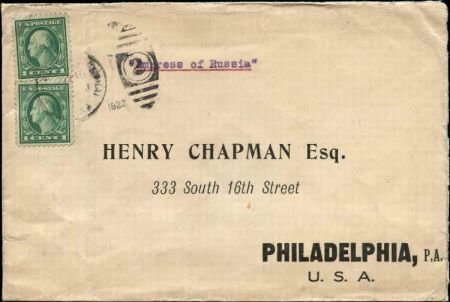 U.S. POSTAGE
1 CENT 1
U.S. POSTAGE
1 CENT 1
2
1922
"Empress of Russia"
HENRY CHAPMAN Esq.
333 South 16th Street
PHILADELPHIA, P.A.
U. S. A.